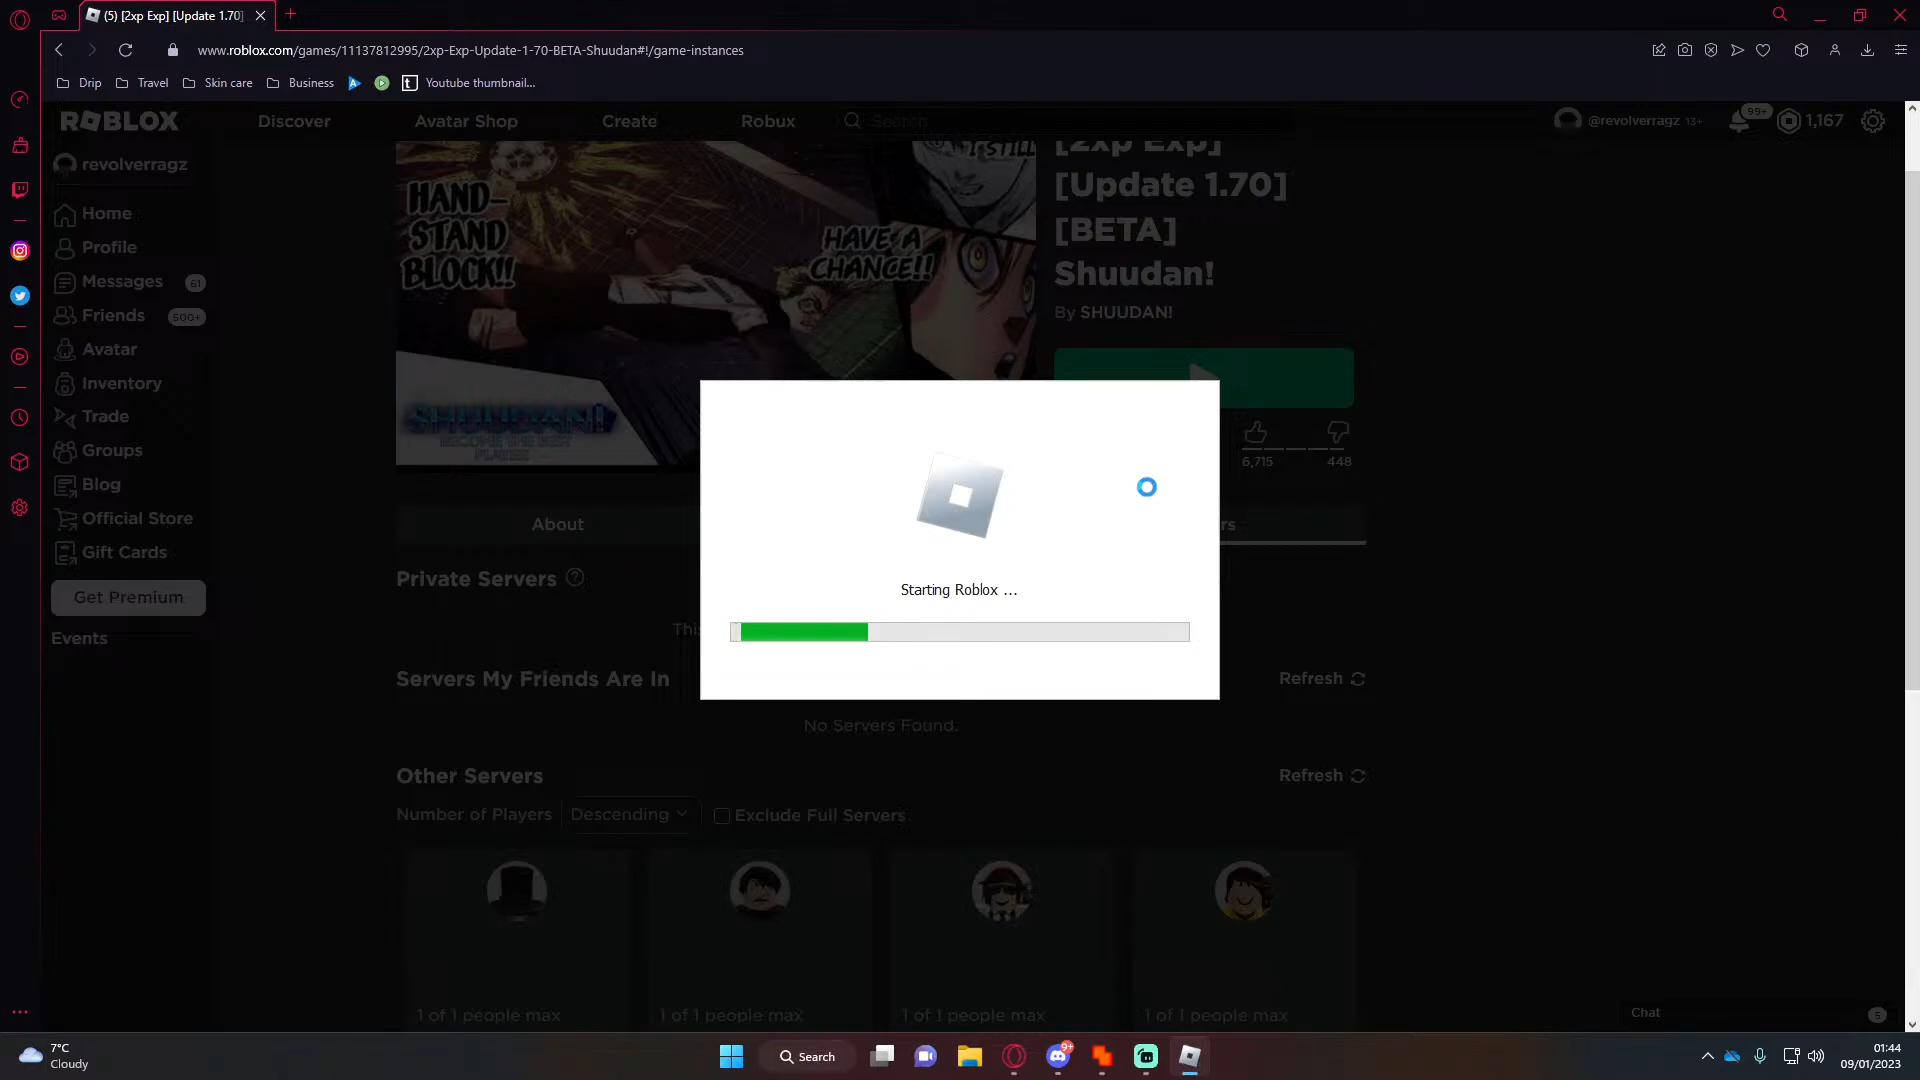 (5) [2xp Exp] [Update 1.70]
www.roblox.com/games/11137812995/2xp-Exp-Update-1-70-BETA-Shuudan#!/game-instances
Drip
Travel
Skin care
Business
Youtube thumbnail...
ROBLOX
Discover
Avatar Shop
Create
Robux
Search
@revolverragz 13+
99+
1,167
revolverragz
Home
Profile
Messages 61
Friends 500+
Avatar
Inventory
Trade
Groups
Blog
Official Store
Gift Cards
Get Premium
Events
HAND-
STAND
BLOCK!!
HAVE A
CHANCE!!
SHUUDAN!
[2xp Exp]
[Update 1.70]
[BETA]
Shuudan!
By SHUUDAN!
6,715
448
About
Starting Roblox ...
Private Servers
Servers My Friends Are In
Refresh
No Servers Found.
Other Servers
Refresh
Number of Players
Descending
Exclude Full Servers
1 of 1 people max
1 of 1 people max
1 of 1 people max
1 of 1 people max
Chat
5
7°C
Cloudy
Search
9+
01:44
09/01/2023